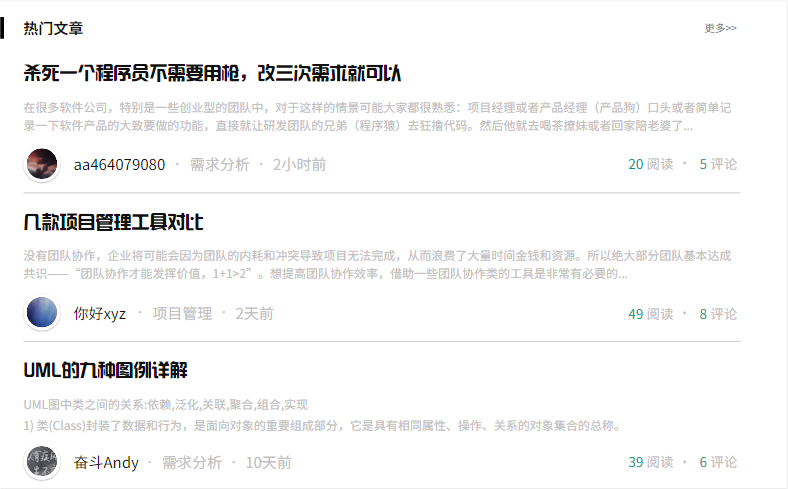 热门文章
更多>>
杀死一个程序员不需要用枪，改三次需求就可以
在很多软件公司，特别是一些创业型的团队中，对于这样的情景可能大家都很熟悉：项目经理或者产品经理（产品狗）口头或者简单记
录一下软件产品的大致要做的功能，直接就让研发团队的兄弟（程序猿）去狂撸代码。然后他就去喝茶撩妹或者回家陪老婆了...
aa464079080 · 需求分析 · 2小时前 20 阅读 · 5 评论
几款项目管理工具对比
没有团队协作，企业将可能会因为团队的内耗和冲突导致项目无法完成，从而浪费了大量时间金钱和资源。所以绝大部分团队基本达成
共识——“团队协作才能发挥价值，1+1>2”。想提高团队协作效率，借助一些团队协作类的工具是非常有必要的...
你好xyz · 项目管理 · 2天前 49 阅读 · 8 评论
UML的九种图例详解
UML图中类之间的关系:依赖,泛化,关联,聚合,组合,实现
1) 类(Class)封装了数据和行为，是面向对象的重要组成部分，它是具有相同属性、操作、关系的对象集合的总称。
奋斗Andy · 需求分析 · 10天前 39 阅读 · 6 评论